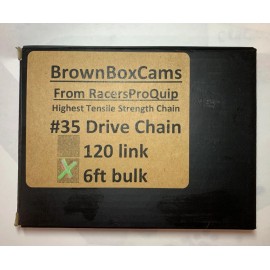 BrownBoxCams
From RacersProQuip
Highest Tensile Strength Chain
#35 Drive Chain
120 link
6ft bulk